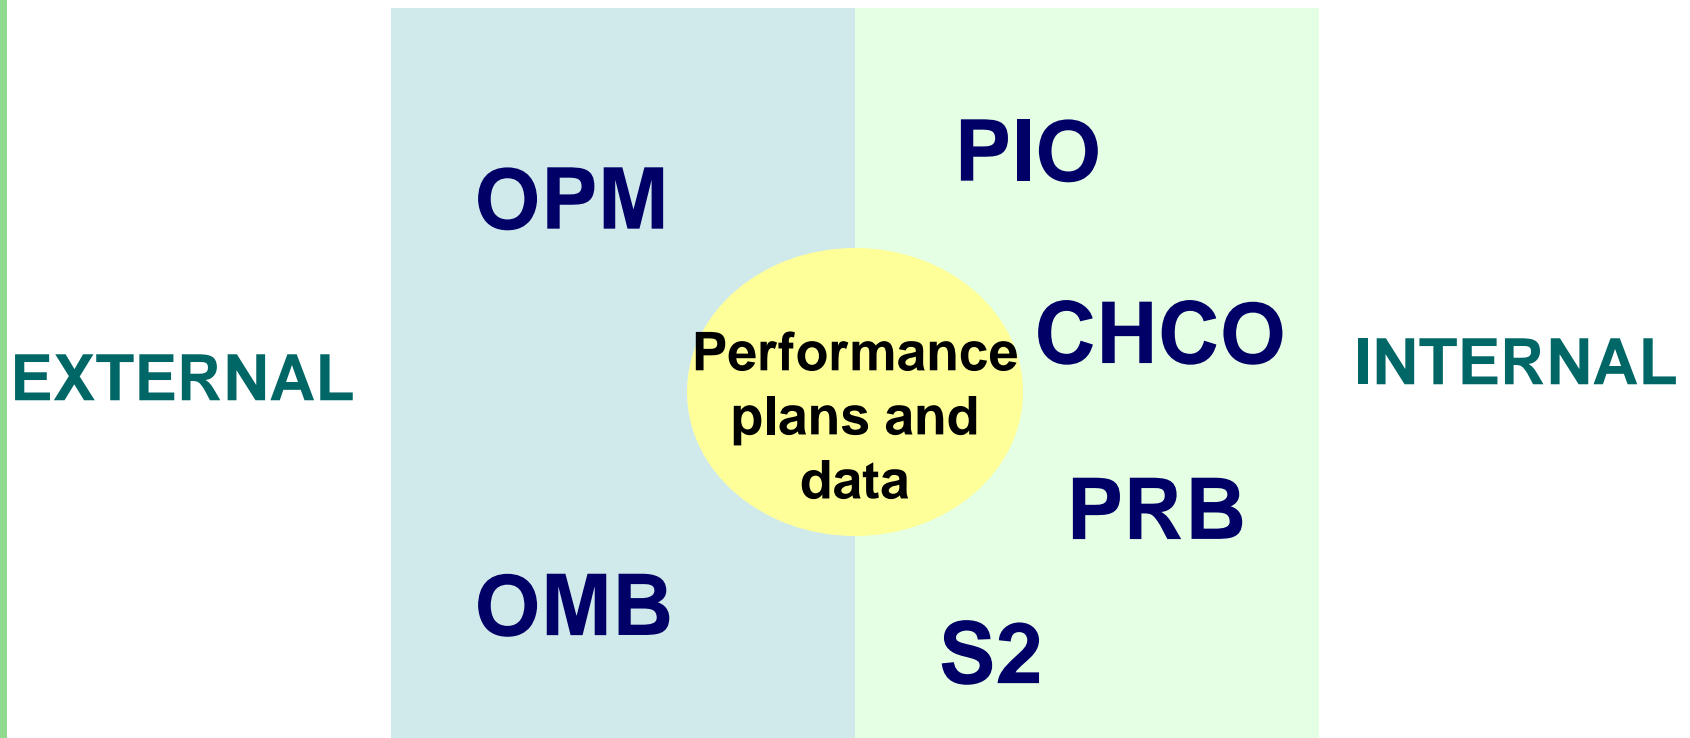 EXTERNAL
OPM
OMB
Performance
plans and
data
PIO
CHCO
PRB
S2
INTERNAL